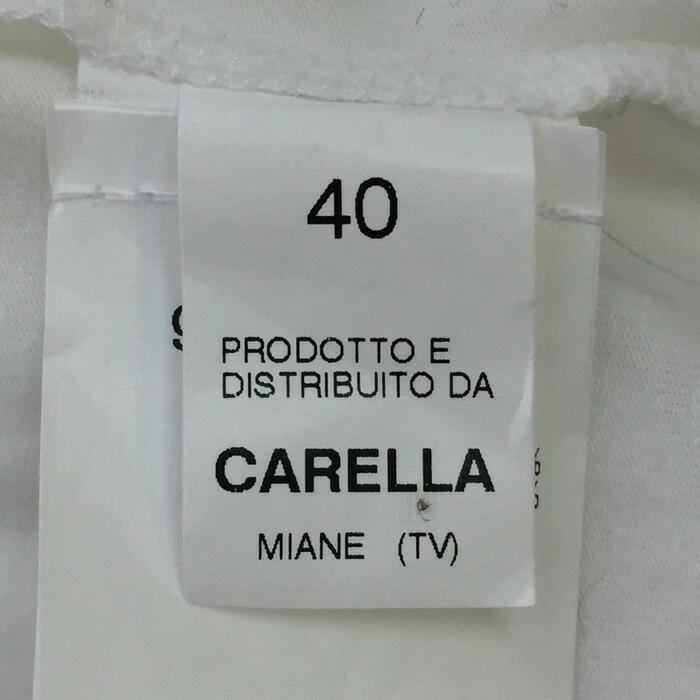 40
PRODOTTO E
DISTRIBUITO DA
CARELLA
MIANE (TV)